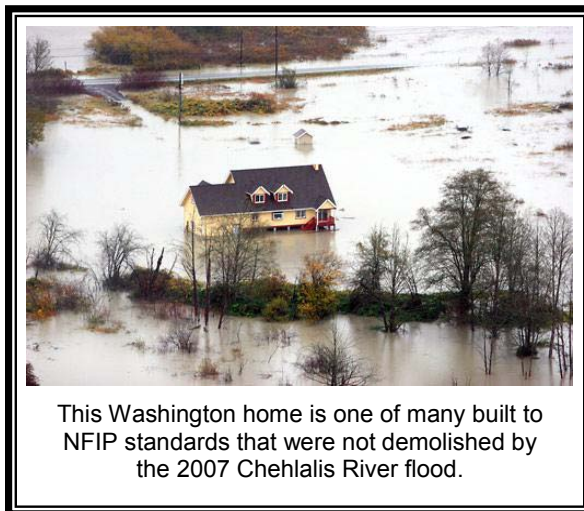 This Washington home is one of many built to
NFIP standards that were not demolished by
the 2007 Chehlalis River flood.